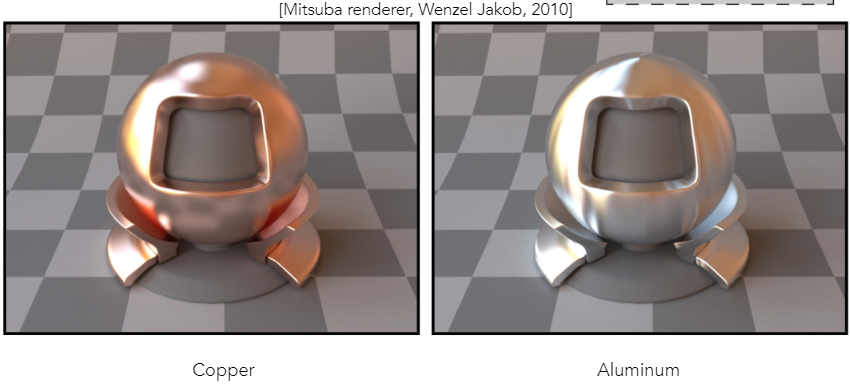 [Mitsuba renderer, Wenzel Jakob, 2010]
Copper
Aluminum